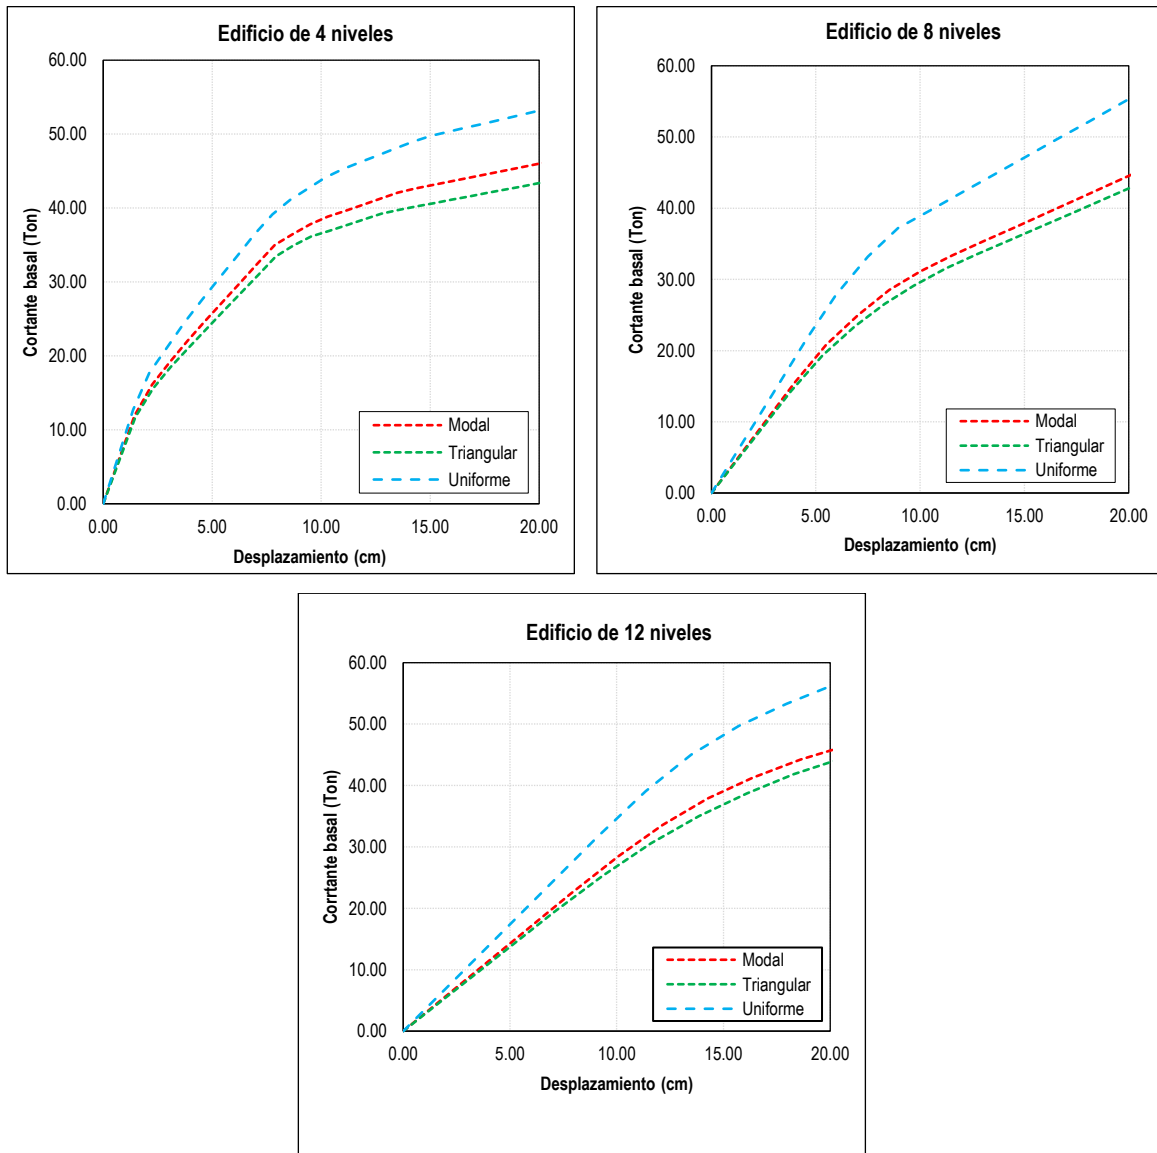 Edificio de 4 niveles
60.00
50.00
40.00
30.00
20.00
10.00
0.00
Cortante basal (Ton)
0.00 5.00 10.00 15.00 20.00
Desplazamiento (cm)
Modal
Triangular
Uniforme
Edificio de 8 niveles
60.00
50.00
40.00
30.00
20.00
10.00
0.00
Cortante basal (Ton)
0.00 5.00 10.00 15.00 20.00
Desplazamiento (cm)
Modal
Triangular
Uniforme
Edificio de 12 niveles
60.00
50.00
40.00
30.00
20.00
10.00
0.00
Corrtante basal (Ton)
0.00 5.00 10.00 15.00 20.00
Desplazamiento (cm)
Modal
Triangular
Uniforme